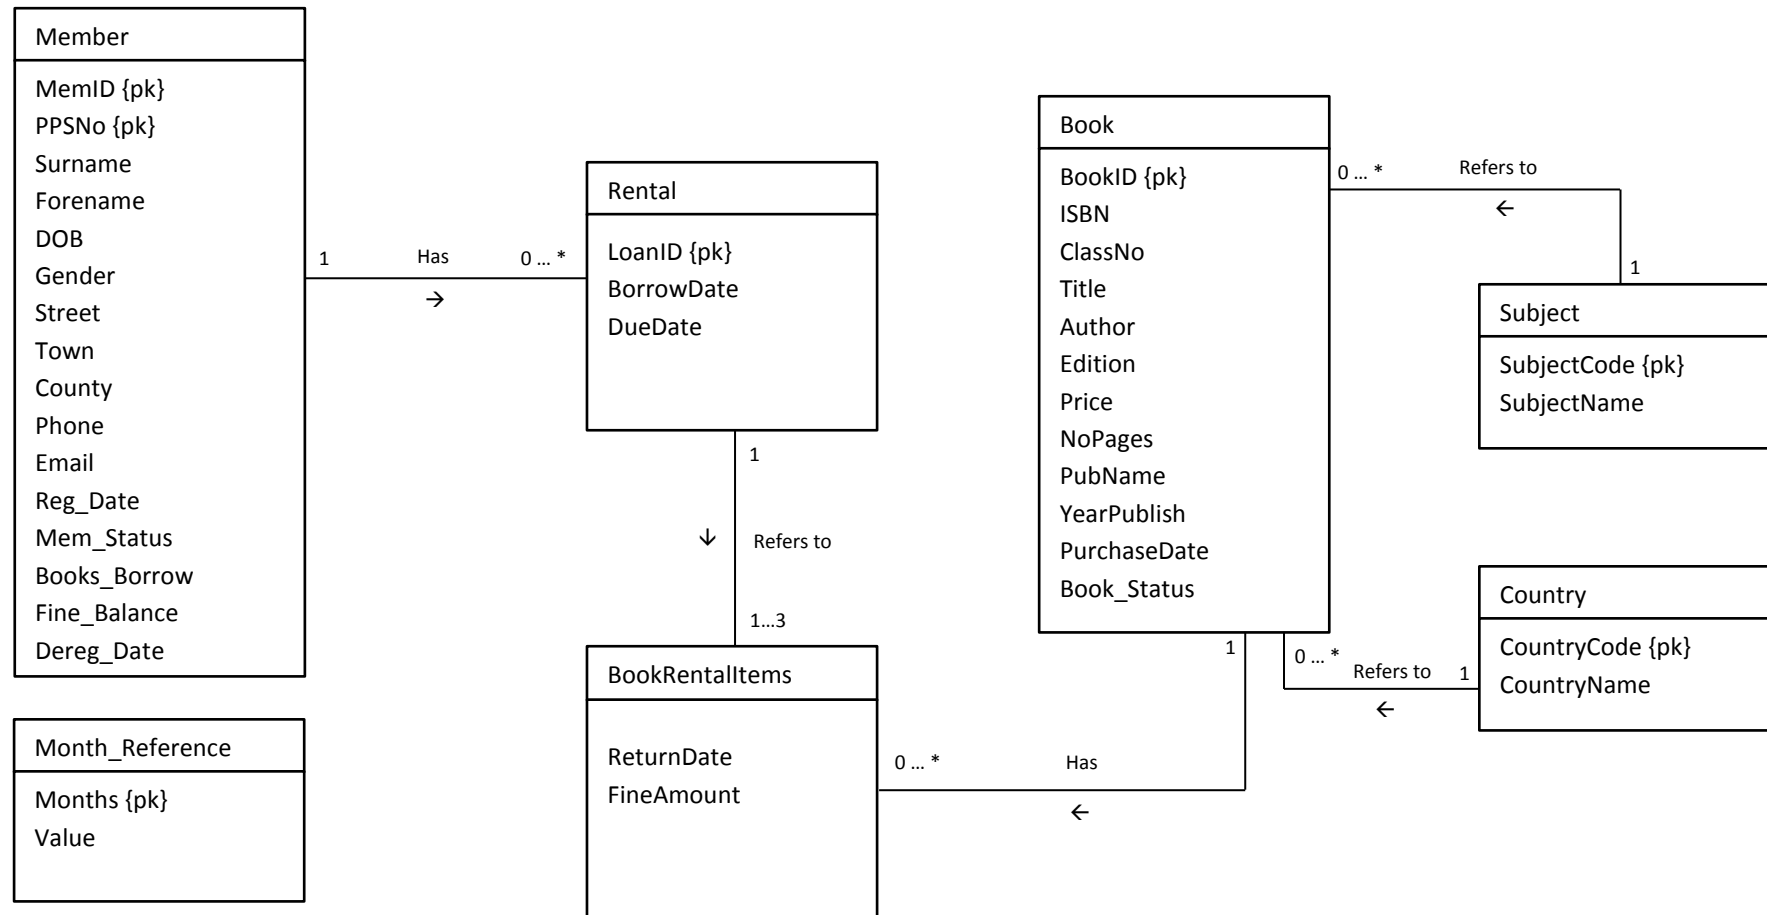 Member
MemID {pk}
PPSNo {pk}
Surname
Forename
DOB
Gender
Street
Town
County
Phone
Email
Reg_Date
Mem_Status
Books_Borrow
Fine_Balance
Dereg_Date
Month_Reference
Months {pk}
Value
1
Has
0 ... *
→
Rental
LoanID {pk}
BorrowDate
DueDate
1
↓ Refers to
1...3
BookRentalItems
ReturnDate
FineAmount
0 ... *
Has
←
1
Book
BookID {pk}
ISBN
ClassNo
Title
Author
Edition
Price
NoPages
PubName
YearPublish
PurchaseDate
Book_Status
0 ... *
Refers to
←
1
Subject
SubjectCode {pk}
SubjectName
0 ... *
Refers to
1
←
Country
CountryCode {pk}
CountryName